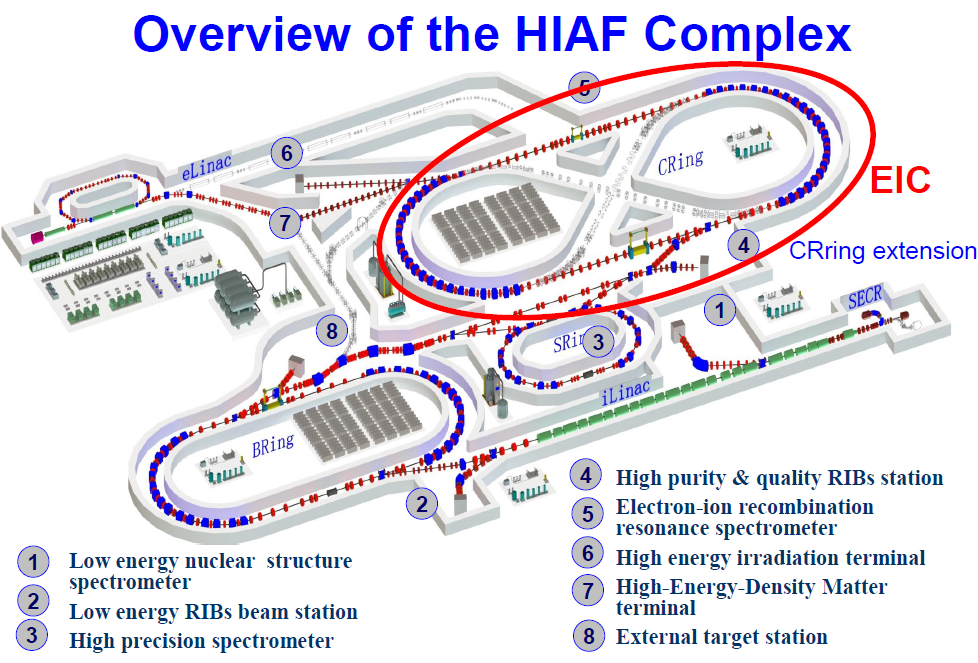 Overview of the HIAF Complex
5
6
eLinac
CRing
EIC
7
4
CRring extension
1
SECR
8
SRing
3
iLinac
BRing
2
4 High purity & quality RIBs station
5 Electron-ion recombination
resonance spectrometer
6 High energy irradiation terminal
7 High-Energy-Density Matter
terminal
8 External target station
1 Low energy nuclear structure
spectrometer
2 Low energy RIBs beam station
3 High precision spectrometer